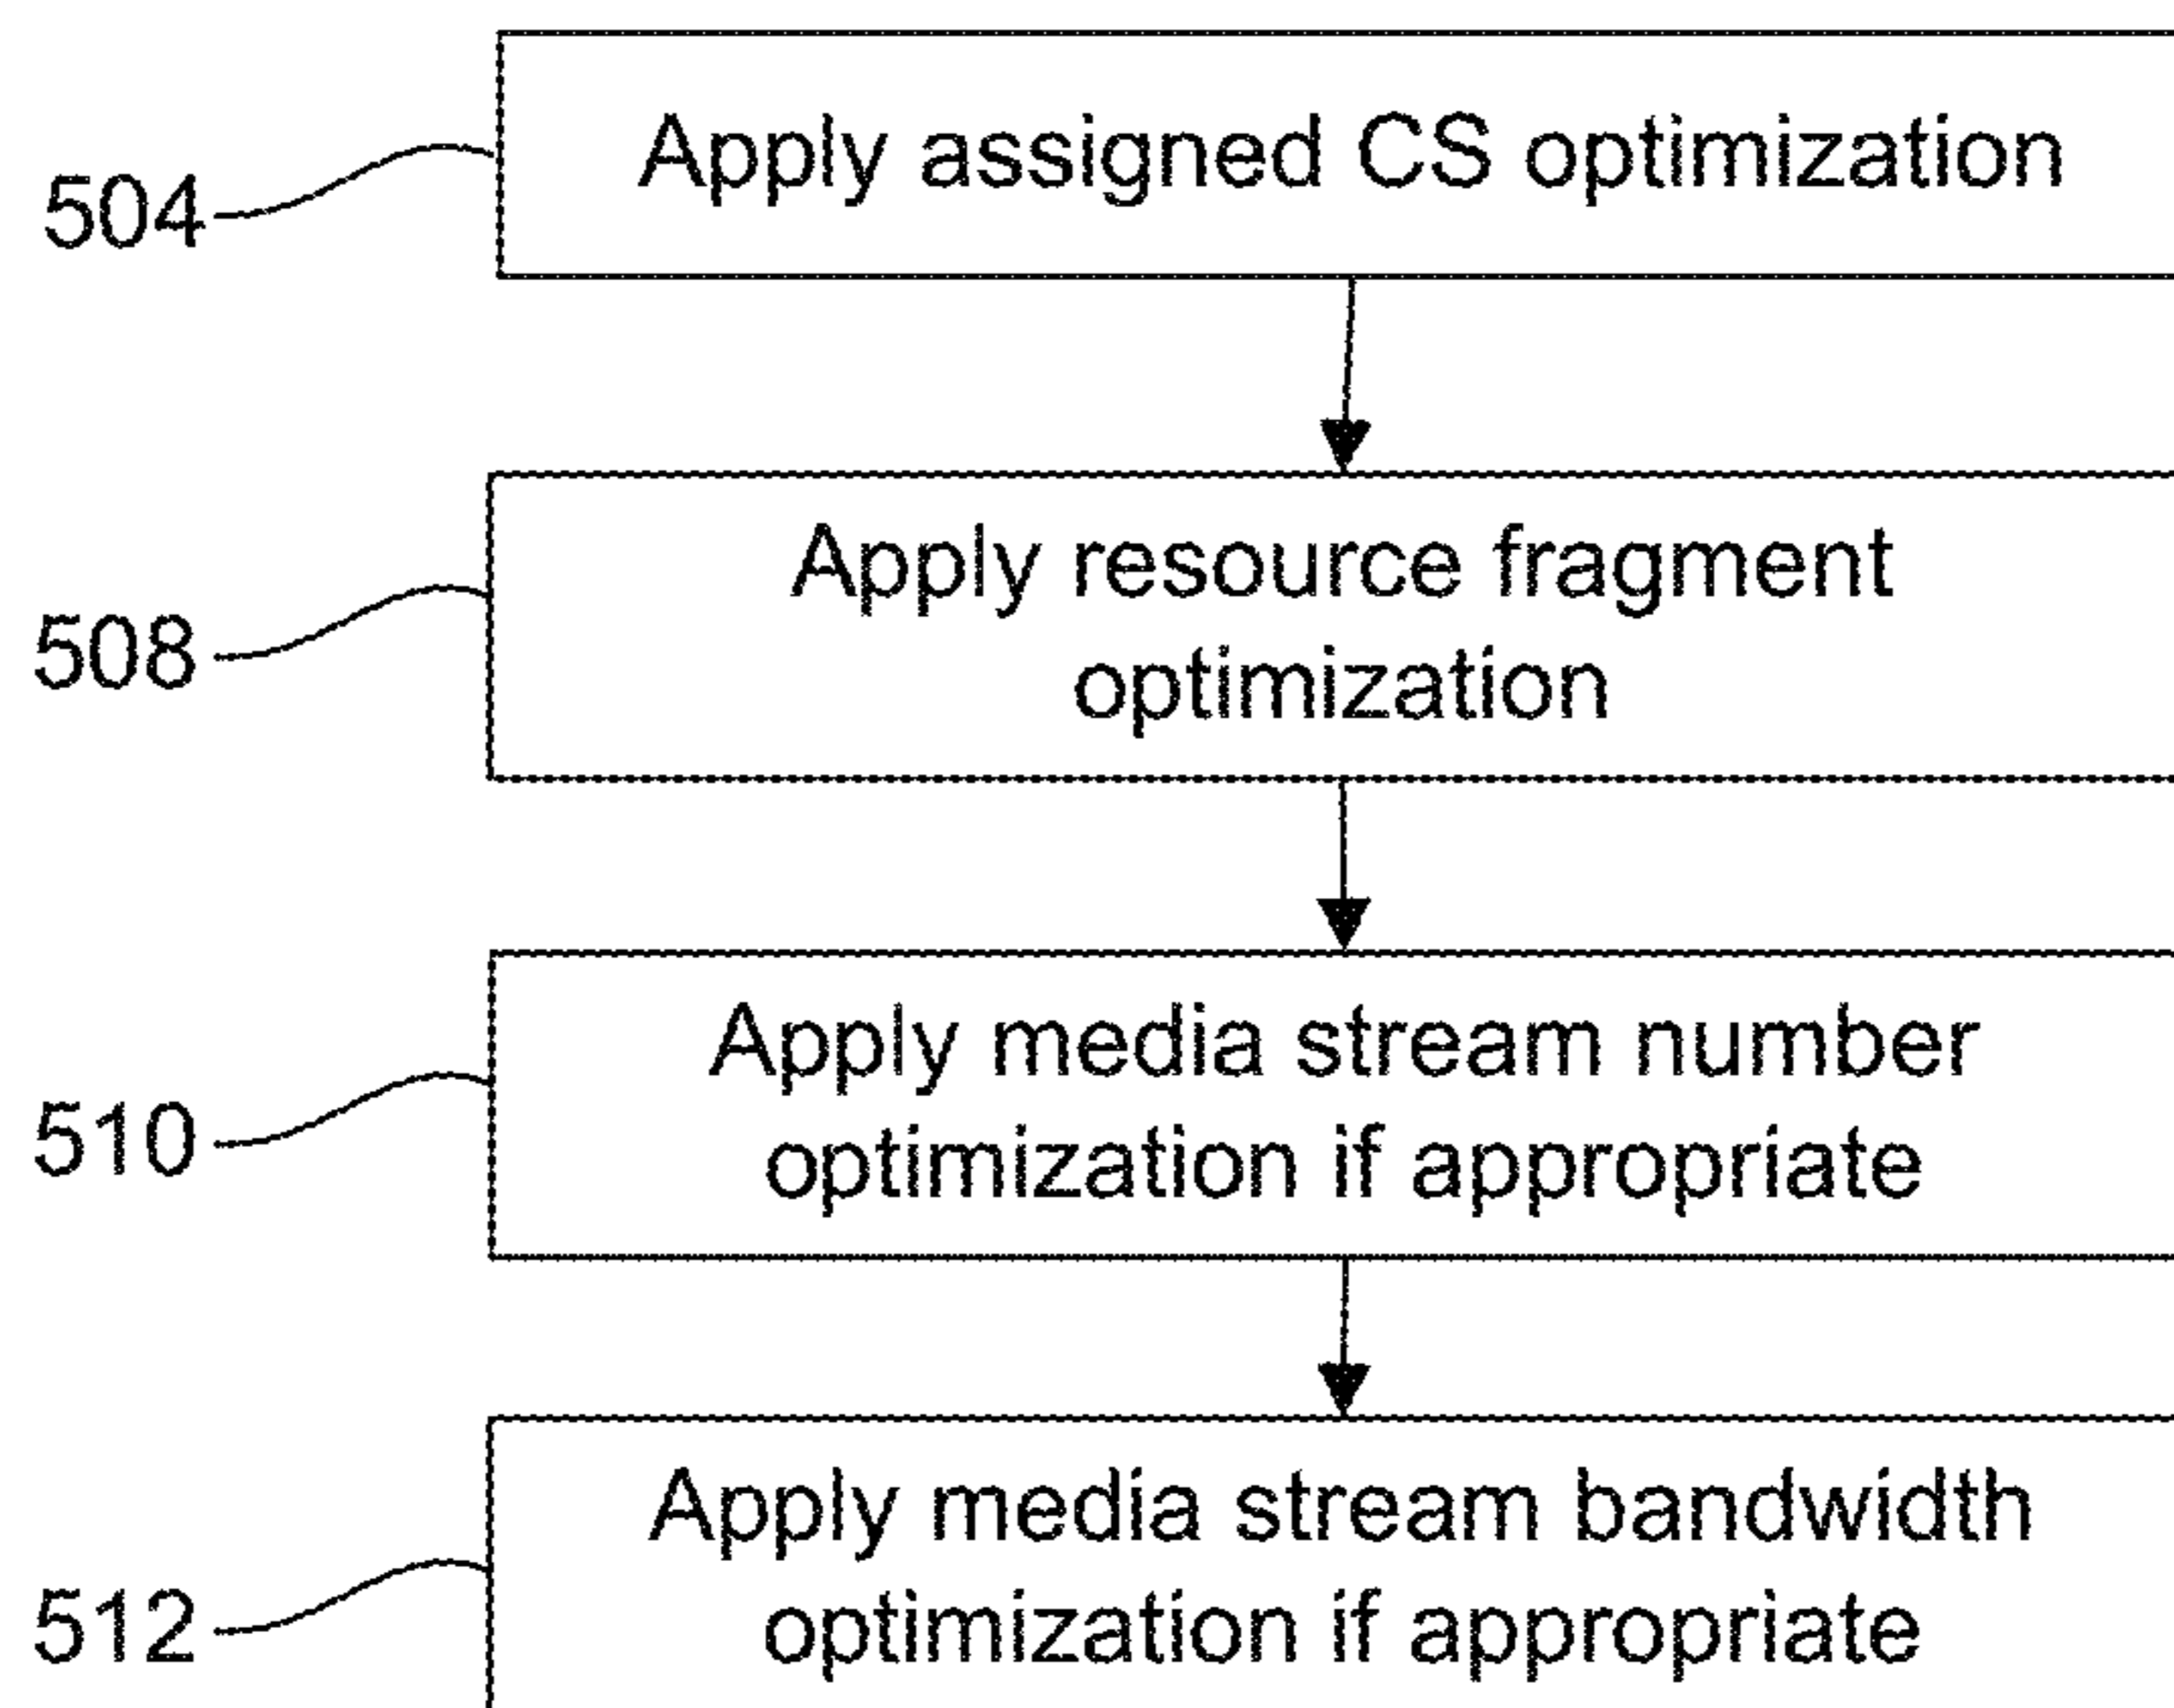 504
Apply assigned CS optimization
508
Apply resource fragment
optimization
510
Apply media stream number
optimization if appropriate
512
Apply media stream bandwidth
optimization if appropriate